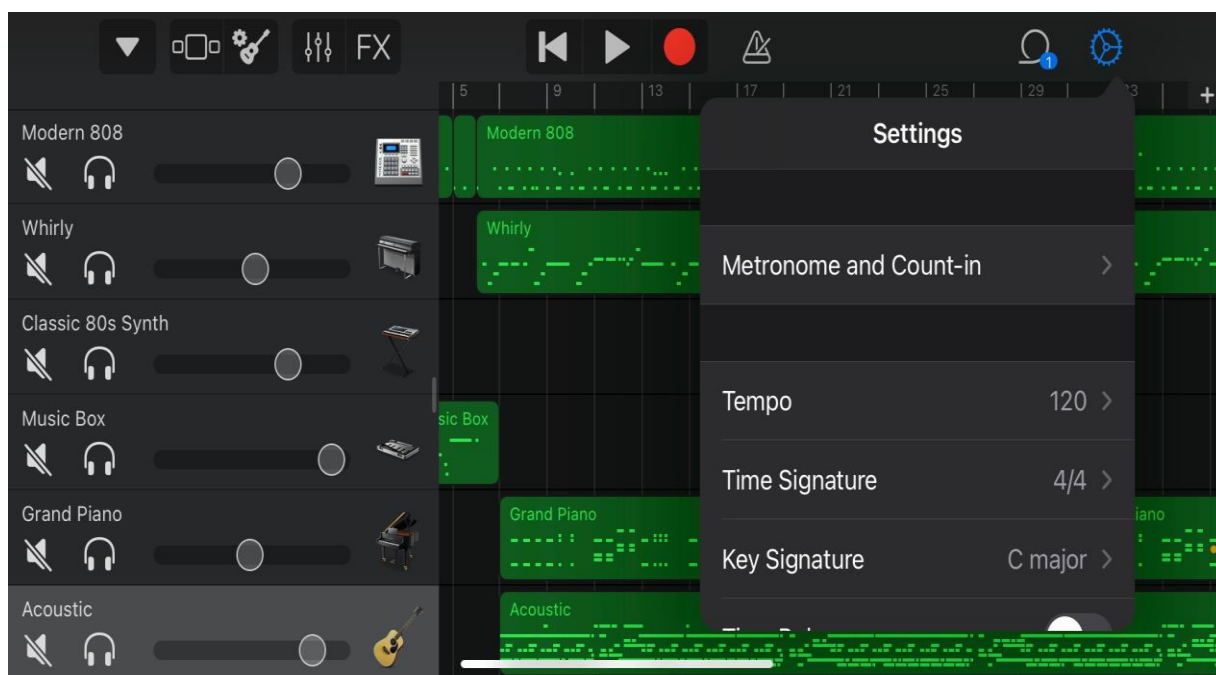 FX
1
5 9 13 17 21 25 29 33
Modern 808
Modern 808
Whirly
Whirly
Classic 80s Synth
Music Box
sic Box
Grand Piano
Grand Piano
iano
Acoustic
Acoustic
Settings
Metronome and Count-in
Tempo 120
Time Signature 4/4
Key Signature C major